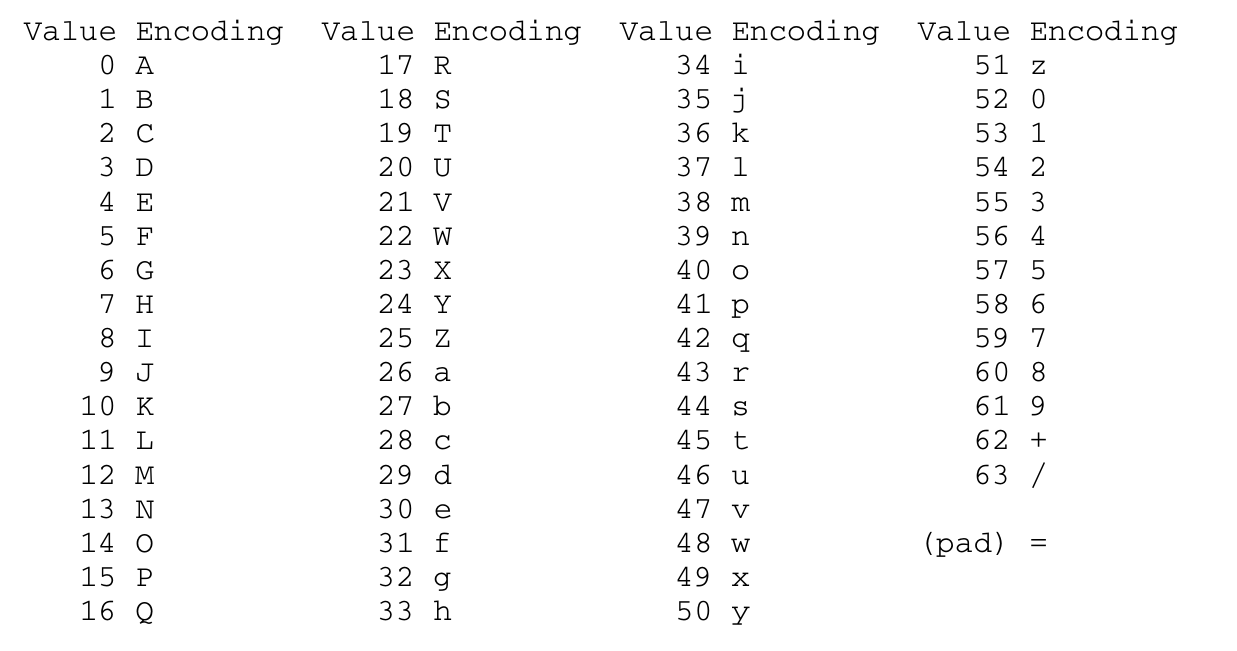 Value Encoding  Value Encoding  Value Encoding  Value Encoding
0 A  17 R  34 i  51 z
1 B  18 S  35 j  52 0
2 C  19 T  36 k  53 1
3 D  20 U  37 l  54 2
4 E  21 V  38 m  55 3
5 F  22 W  39 n  56 4
6 G  23 X  40 o  57 5
7 H  24 Y  41 p  58 6
8 I  25 Z  42 q  59 7
9 J  26 a  43 r  60 8
10 K  27 b  44 s  61 9
11 L  28 c  45 t  62 +
12 M  29 d  46 u  63 /
13 N  30 e  47 v
14 O  31 f  48 w  (pad) =
15 P  32 g  49 x
16 Q  33 h  50 y